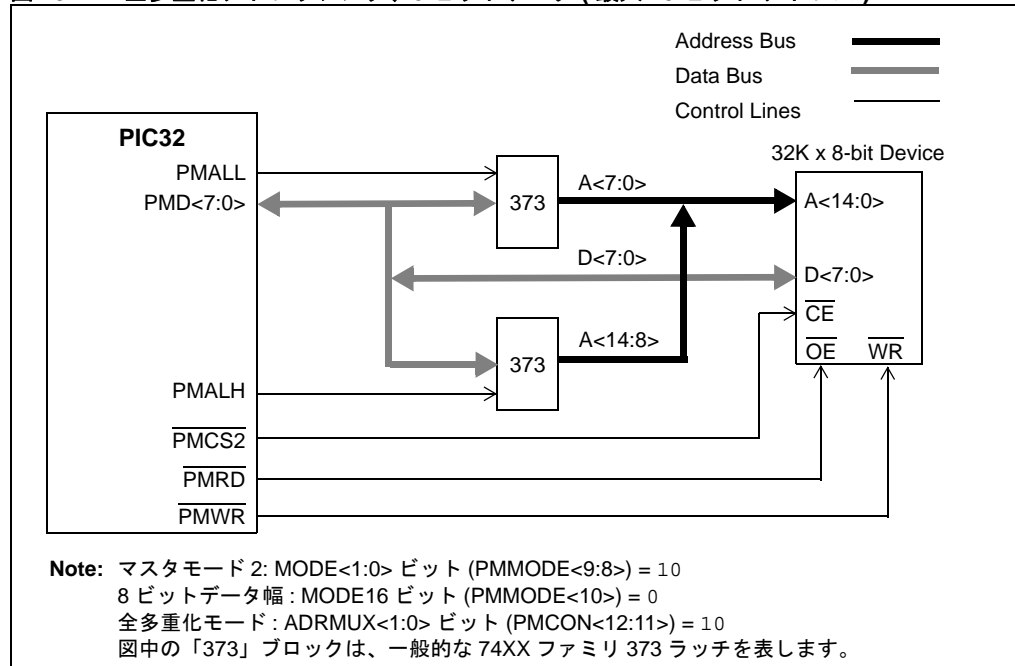 Address Bus
Data Bus
Control Lines
PIC32
32K x 8-bit Device
PMALL
PMD<7:0>
373
A<7:0>
A<14:0>
D<7:0>
D<7:0>
CE
373
A<14:8>
OE WR
PMALH
PMCS2
PMRD
PMWR
Note: マスタモード 2: MODE<1:0> ビット (PMMODE<9:8>) = 10
8 ビットデータ幅 : MODE16 ビット (PMMODE<10>) = 0
全多重化モード : ADRMUX<1:0> ビット (PMCON<12:11>) = 10
図中の「373」ブロックは、一般的な 74XX ファミリ 373 ラッチを表します。